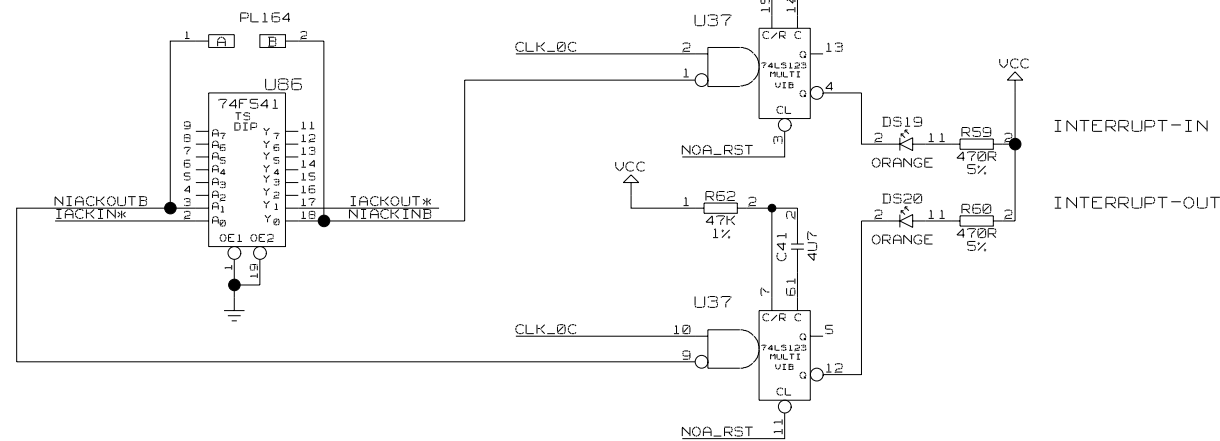 PL164
1 A B 2
U86
74F541
TS
DIP
9 A7 Y7 11
8 A6 Y6 12
7 A5 Y5 13
6 A4 Y4 14
5 A3 Y3 15
4 A2 Y2 16
NIACKOUTB 3 A1 Y1 17 IACKOUT*
IACKIN* 2 A0 Y0 18 NIACKINB
OE1 OE2
1 19
15 14
U37
C/R C
CLK_0C 2 Q 13
74LS123
MULTI
VIB
1 Q 4
CL
3
NOA_RST
VCC
DS19
2 11 R59 2
ORANGE 470R
5%
INTERRUPT-IN
VCC
1 R62 2
47K
1%
C41 2
4U7
7 61
DS20
2 11 R60 2
ORANGE 470R
5%
INTERRUPT-OUT
U37
C/R C
CLK_0C 10 Q 5
74LS123
MULTI
VIB
9 Q 12
CL
11
NOA_RST